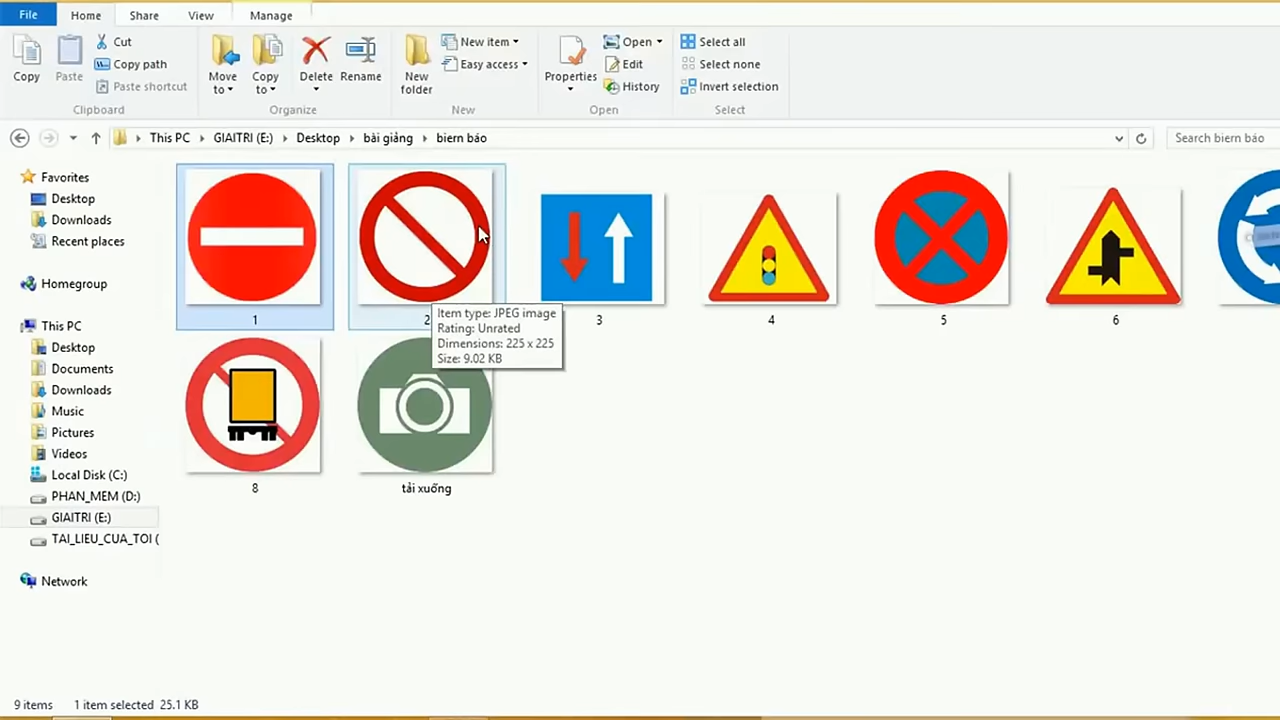 File
Home
Share
View
Manage
Copy
Paste
Cut
Copy path
Paste shortcut
Clipboard
Move to
Copy to
Delete
Rename
Organize
New folder
New item
Easy access
New
Properties
Open
Edit
History
Open
Select all
Select none
Invert selection
Select
This PC
GIAITRI (E:)
Desktop
bài giảng
biern báo
Search biern báo
Favorites
Desktop
Downloads
Recent places
Homegroup
This PC
Desktop
Documents
Downloads
Music
Pictures
Videos
Local Disk (C:)
PHAN_MEM (D:)
GIAITRI (E:)
TAI_LIEU_CUA_TOI (
Network
1
2
3
4
5
6
Item type: JPEG image
Rating: Unrated
Dimensions: 225 x 225
Size: 9.02 KB
8
tải xuống
9 items
1 item selected
25.1 KB